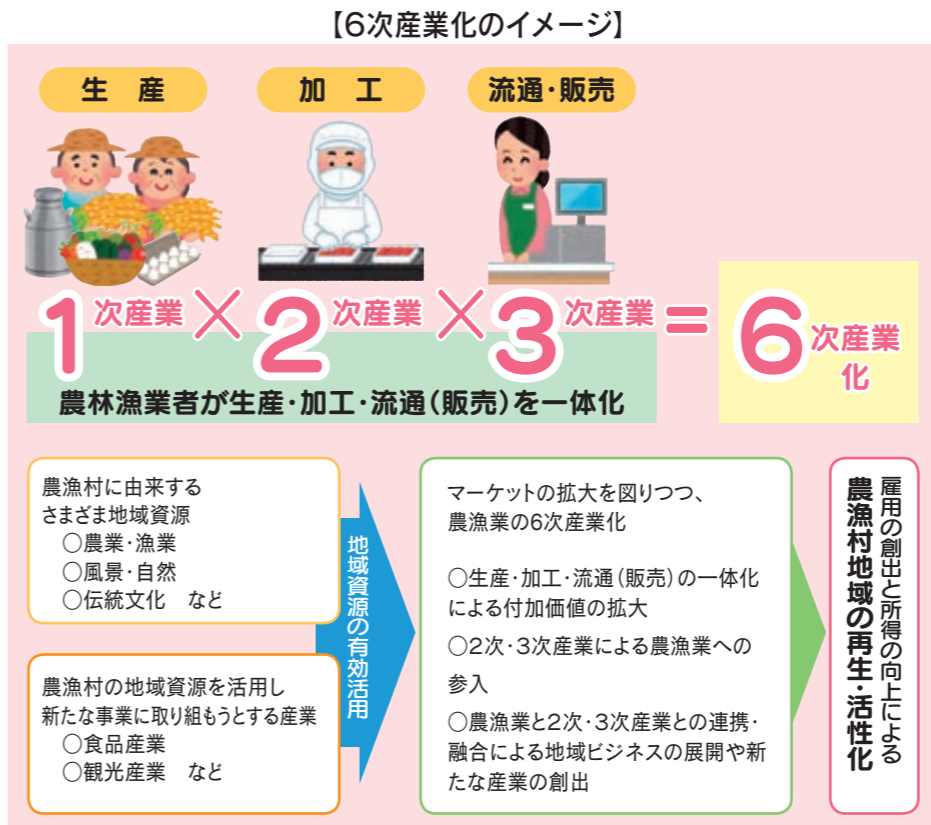 【6次産業化のイメージ】
生　産
加　工
流通・販売
1次産業×2次産業×3次産業=6次産業
化
農林漁業者が生産・加工・流通（販売）を一体化
農漁村に由来する
さまざま地域資源
○農業・漁業
○風景・自然
○伝統文化　など
農漁村の地域資源を活用し
新たな事業に取り組もうとする産業
○食品産業
○観光産業　など
地域資源の有効活用
マーケットの拡大を図りつつ、
農漁業の6次産業化
○生産・加工・流通（販売）の一体化
による付加価値の拡大
○2次・3次産業による農漁業への
参入
○農漁業と2次・3次産業との連携・
融合による地域ビジネスの展開や新
たな産業の創出
雇用の創出と所得の向上による
農漁村地域の再生・活性化